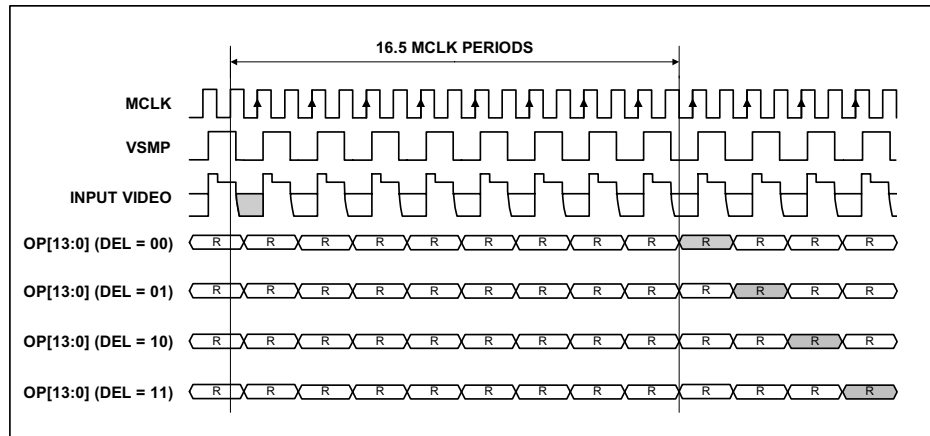 16.5 MCLK PERIODS
MCLK
VSMP
INPUT VIDEO
OP[13:0] (DEL = 00) R R R R R R R R R R R R R
OP[13:0] (DEL = 01) R R R R R R R R R R R R R
OP[13:0] (DEL = 10) R R R R R R R R R R R R R
OP[13:0] (DEL = 11) R R R R R R R R R R R R R